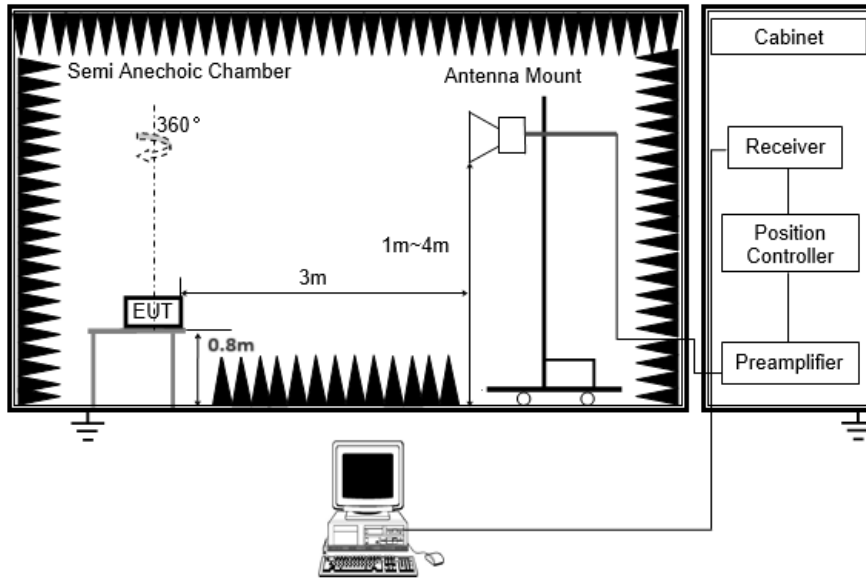 Semi Anechoic Chamber
Antenna Mount
Cabinet
360°
Receiver
1m~4m
Position
Controller
3m
EUT
0.8m
Preamplifier